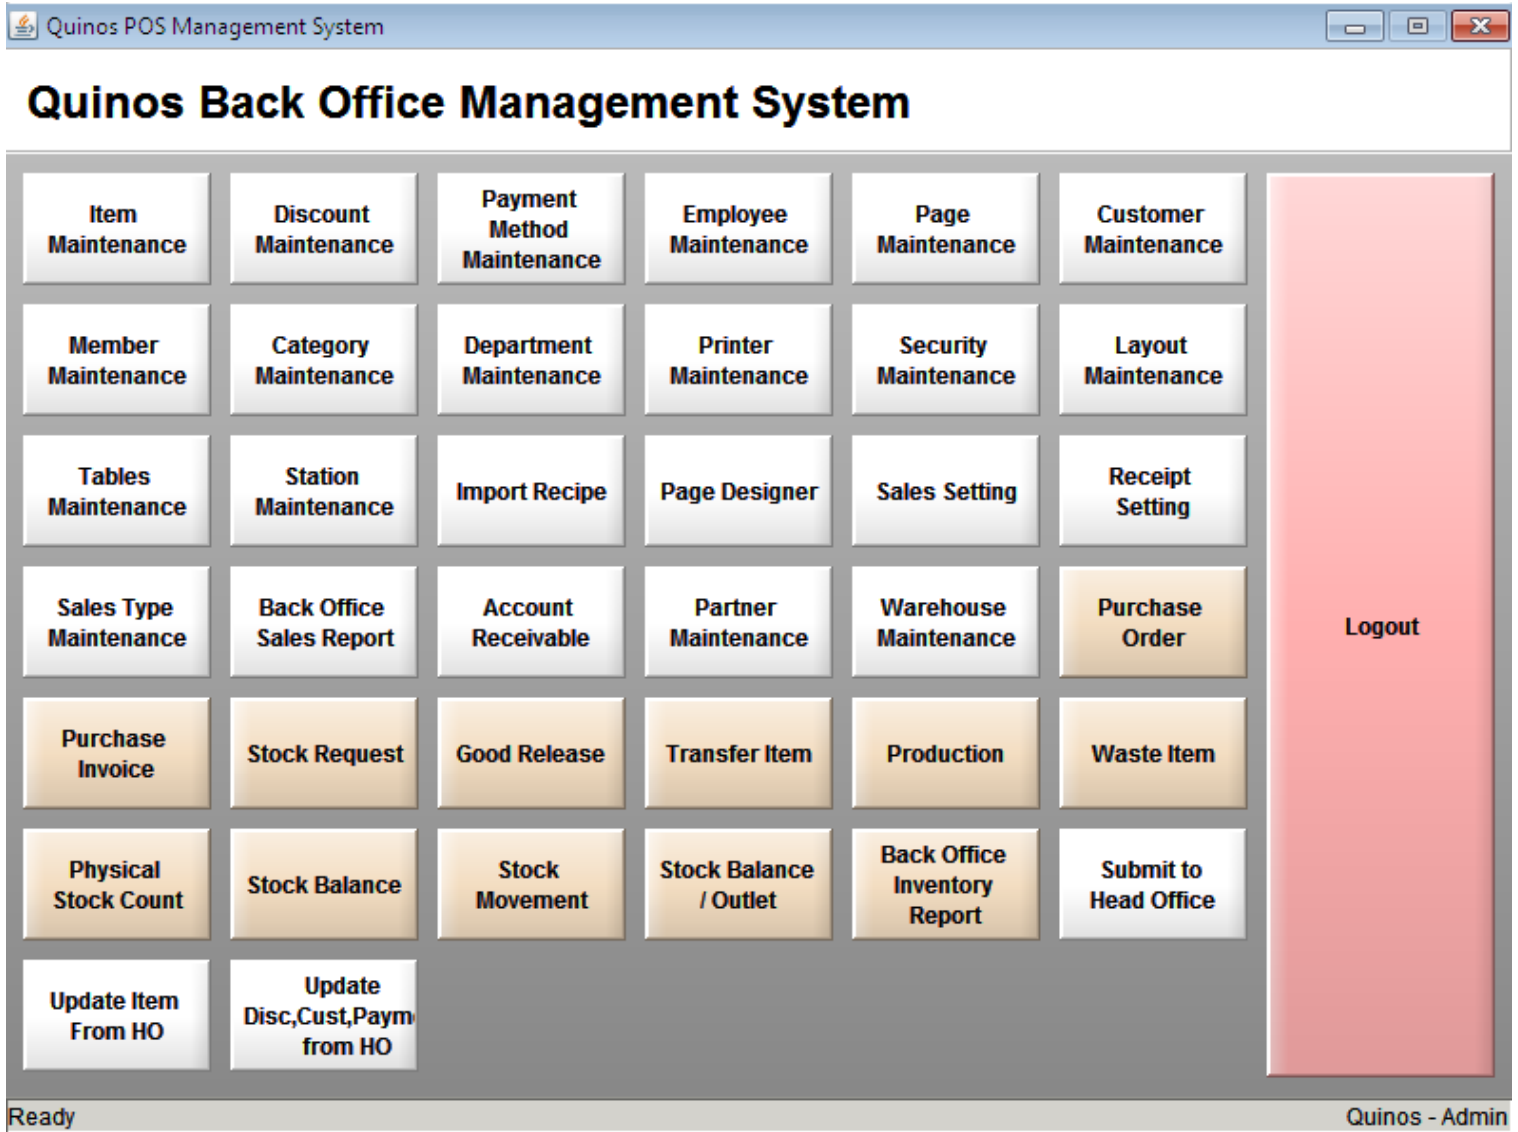 Quinos POS Management System
Quinos Back Office Management System
Item
Maintenance
Discount
Maintenance
Payment
Method
Maintenance
Employee
Maintenance
Page
Maintenance
Customer
Maintenance
Member
Maintenance
Category
Maintenance
Department
Maintenance
Printer
Maintenance
Security
Maintenance
Layout
Maintenance
Tables
Maintenance
Station
Maintenance
Import Recipe
Page Designer
Sales Setting
Receipt
Setting
Sales Type
Maintenance
Back Office
Sales Report
Account
Receivable
Partner
Maintenance
Warehouse
Maintenance
Purchase
Order
Logout
Purchase
Invoice
Stock Request
Good Release
Transfer Item
Production
Waste Item
Physical
Stock Count
Stock Balance
Stock
Movement
Stock Balance
/ Outlet
Back Office
Inventory
Report
Submit to
Head Office
Update Item
From HO
Update
Disc,Cust,Paym
from HO
Ready
Quinos - Admin